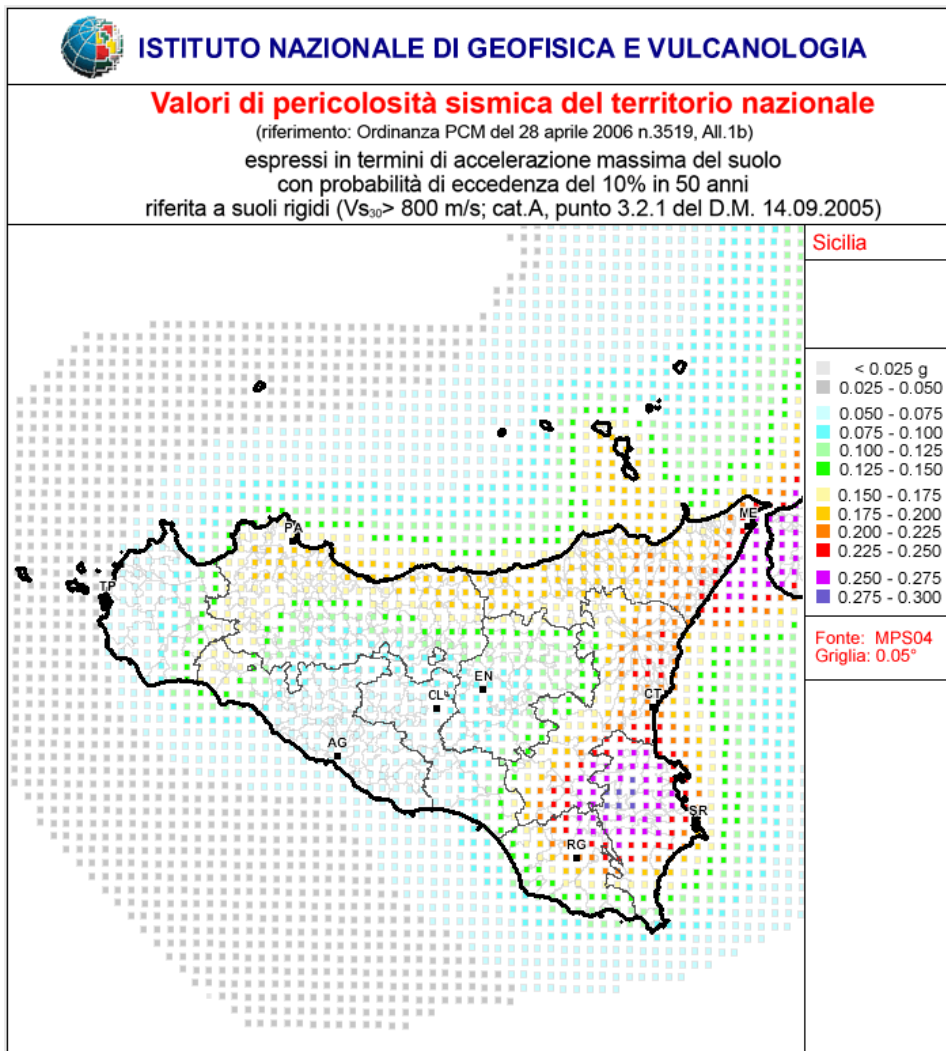 ISTITUTO NAZIONALE DI GEOFISICA E VULCANOLOGIA
Valori di pericolosità sismica del territorio nazionale
(riferimento: Ordinanza PCM del 28 aprile 2006 n.3519, All.1b)
espressi in termini di accelerazione massima del suolo
con probabilità di eccedenza del 10% in 50 anni
riferita a suoli rigidi (Vs₃₀> 800 m/s; cat.A, punto 3.2.1 del D.M. 14.09.2005)
Sicilia
< 0.025 g
0.025 - 0.050
0.050 - 0.075
0.075 - 0.100
0.100 - 0.125
0.125 - 0.150
0.150 - 0.175
0.175 - 0.200
0.200 - 0.225
0.225 - 0.250
0.250 - 0.275
0.275 - 0.300
Fonte: MPS04
Griglia: 0.05°
ME
PA
TP
EN
CL
CT
AG
SR
RG